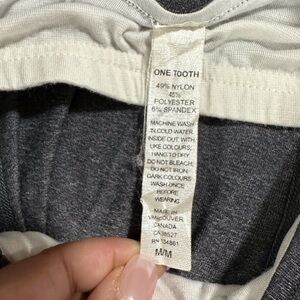 ONE TOOTH
49% NYLON
45%
POLYESTER
6% SPANDEX
MACHINE WASH
IN COLD WATER
INSIDE OUT WITH
LIKE COLOURS,
HANG TO DRY
DO NOT BLEACH,
DO NOT IRON,
DARK COLOURS
WASH ONCE
BEFORE
WEARING
MADE IN
VANCOUVER
CANADA
CA38527
RN 134861
M/M